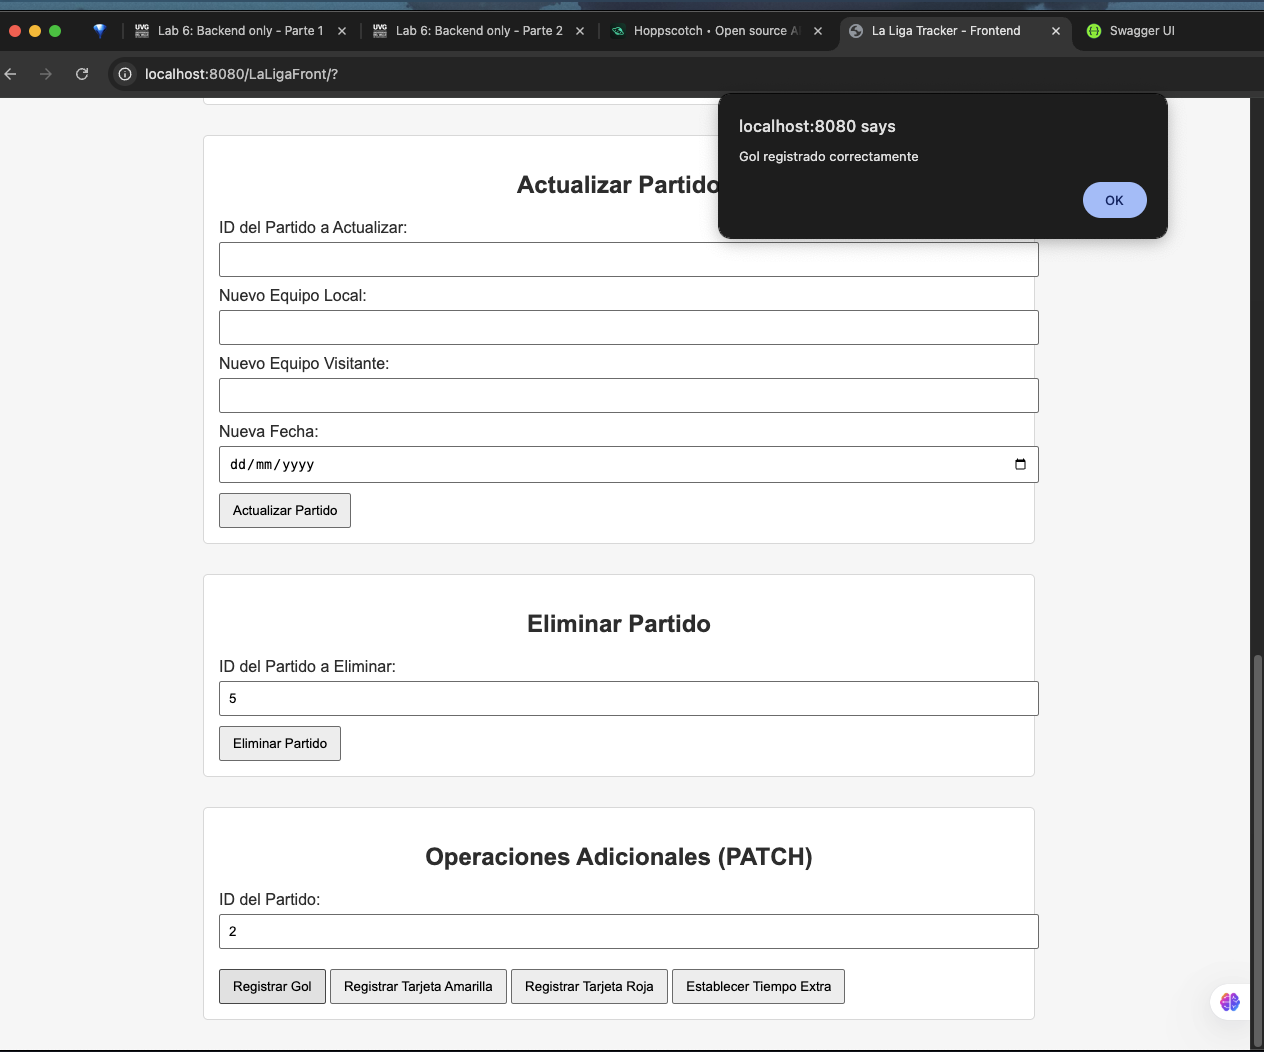 UVG Lab 6: Backend only - Parte 1
UVG Lab 6: Backend only - Parte 2
Hoppscotch • Open source A
La Liga Tracker - Frontend
Swagger UI
localhost:8080/LaLigaFront/?
localhost:8080 says
Gol registrado correctamente
OK
Actualizar Partido
ID del Partido a Actualizar:
Nuevo Equipo Local:
Nuevo Equipo Visitante:
Nueva Fecha:
dd/mm/yyyy
Actualizar Partido
Eliminar Partido
ID del Partido a Eliminar:
5
Eliminar Partido
Operaciones Adicionales (PATCH)
ID del Partido:
2
Registrar Gol
Registrar Tarjeta Amarilla
Registrar Tarjeta Roja
Establecer Tiempo Extra